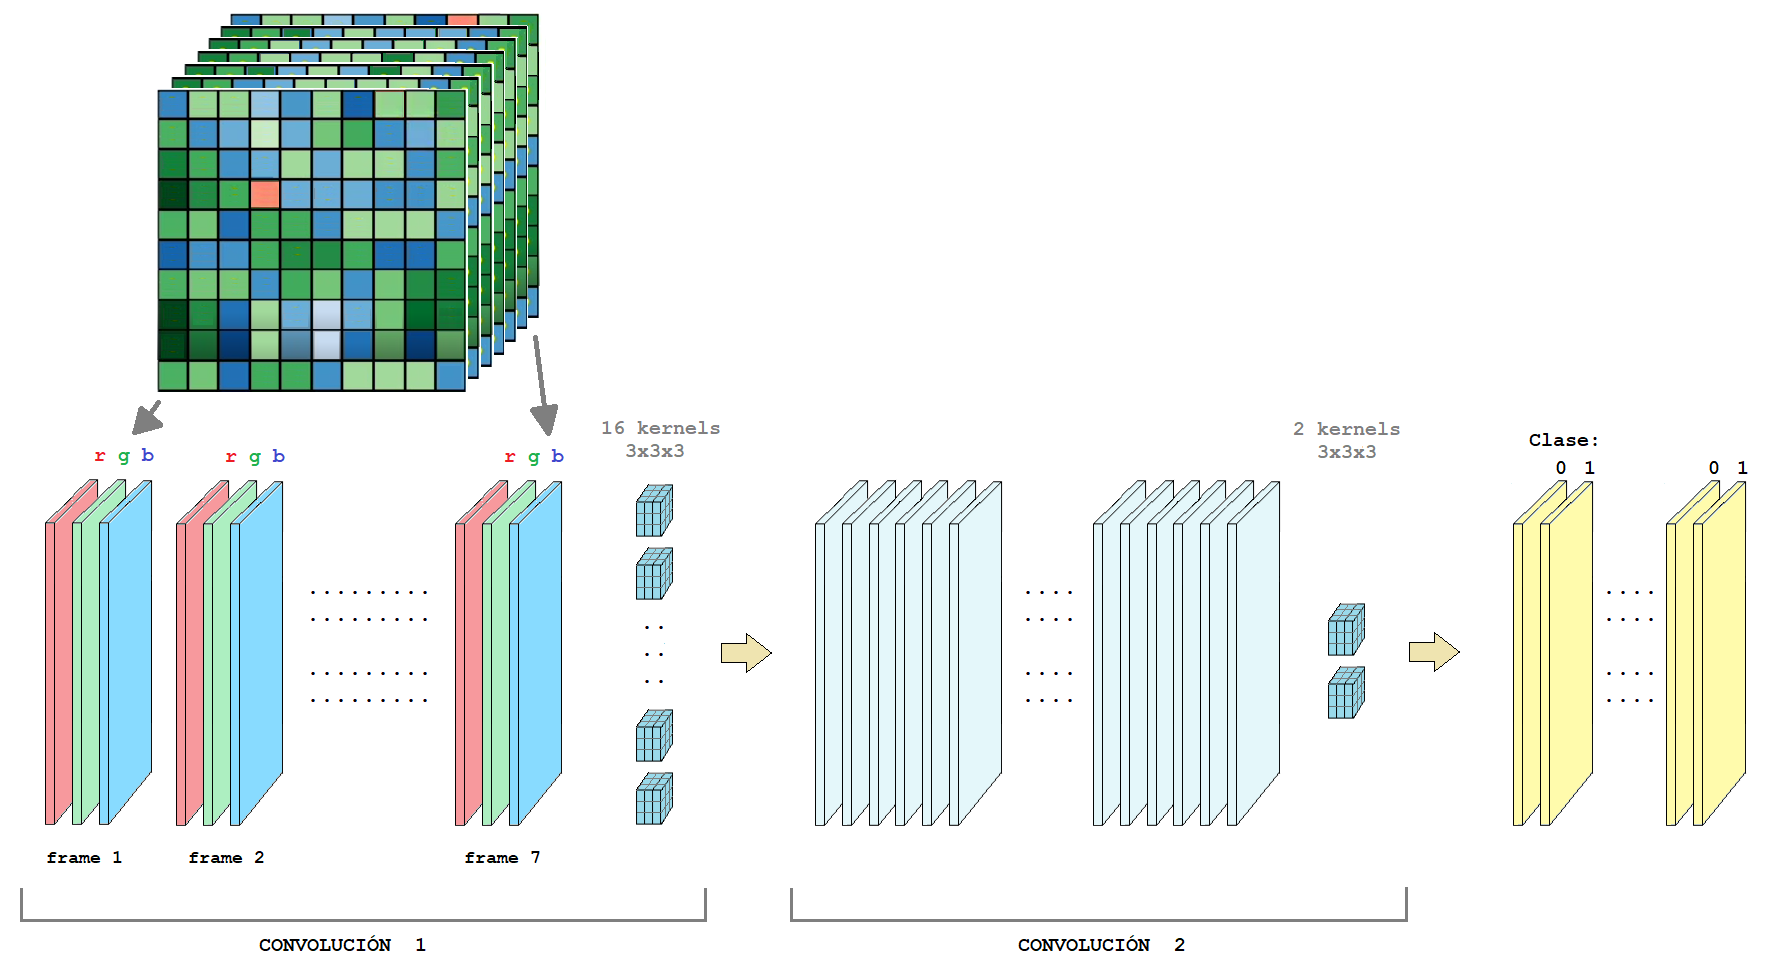 16 kernels
3x3x3
2 kernels
3x3x3
Clase:
r g b
r g b
r g b
0 1
0 1
. . . . . . . . .
. . . . . . . . .
. . . . . . . . .
. . . . . . . . .
. .
. .
. .
. . . .
. . . .
. . . .
. . . .
. . . .
. . . .
. . . .
. . . .
frame 1
frame 2
frame 7
CONVOLUCIÓN 1
CONVOLUCIÓN 2